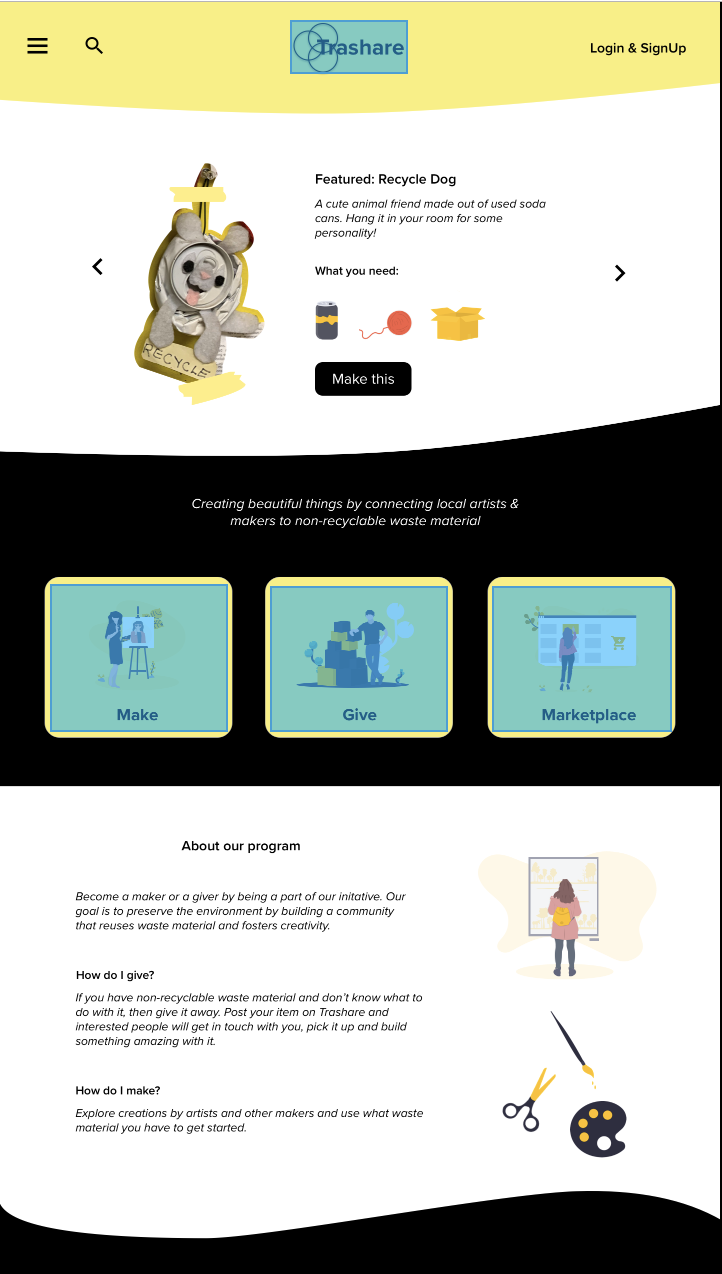 Trashare
Login & SignUp
Featured: Recycle Dog
A cute animal friend made out of used soda
cans. Hang it in your room for some
personality!
What you need:
RECYCLE
Make this
Creating beautiful things by connecting local artists &
makers to non-recyclable waste material
Make
Give
Marketplace
About our program
Become a maker or a giver by being a part of our initative. Our
goal is to preserve the environment by building a community
that reuses waste material and fosters creativity.
How do I give?
If you have non-recyclable waste material and don't know what to
do with it, then give it away. Post your item on Trashare and
interested people will get in touch with you, pick it up and build
something amazing with it.
How do I make?
Explore creations by artists and other makers and use what waste
material you have to get started.